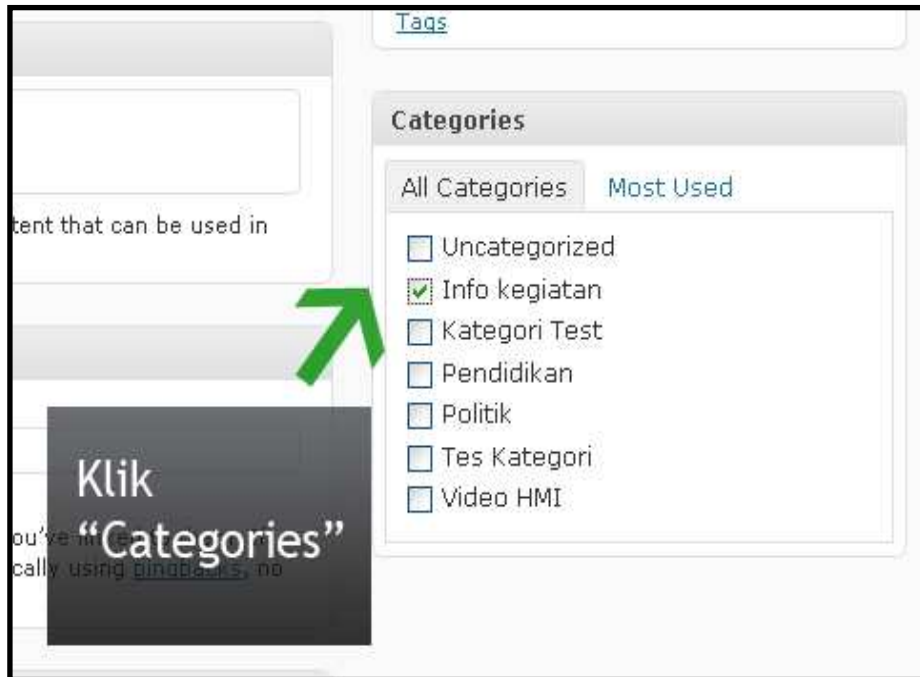 Tags
Categories
All Categories Most Used
tent that can be used in
Uncategorized
Info kegiatan
Kategori Test
Pendidikan
Politik
Tes Kategori
Video HMI
Klik
“Categories”
ou've
cally using pingbacks, no